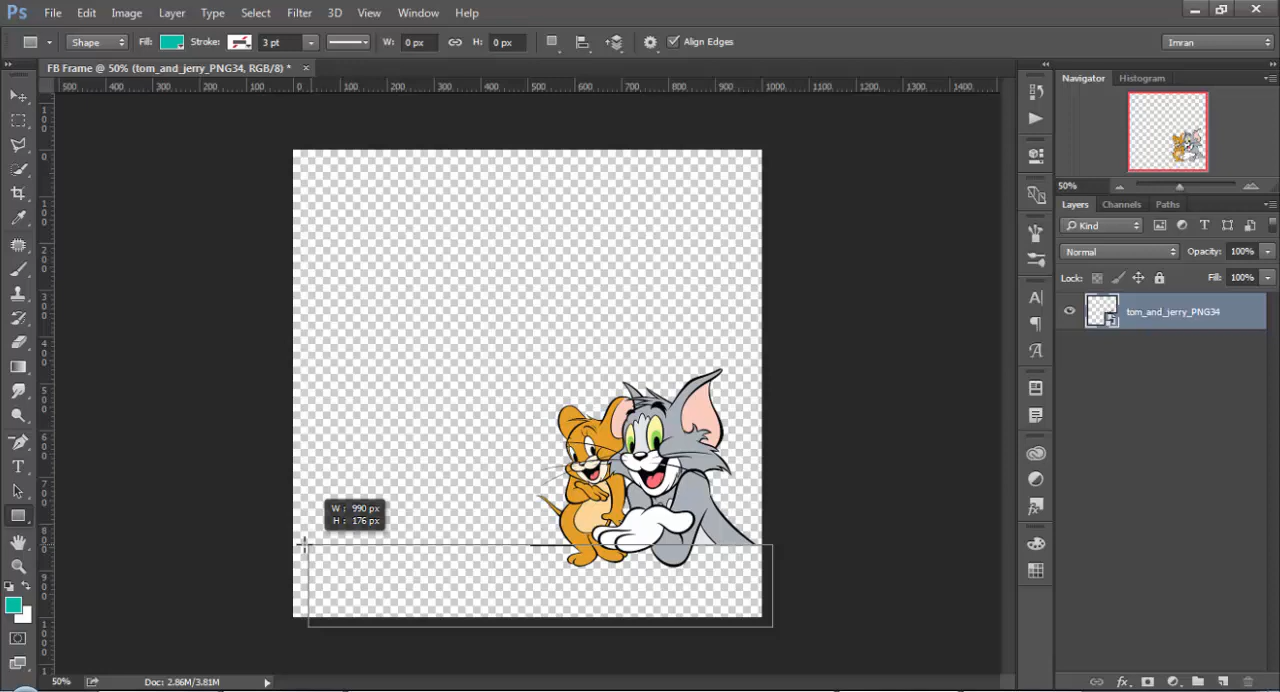 Ps File Edit Image Layer Type Select Filter 3D View Window Help
Shape Fill: Stroke: 3 pt W: 0 px H: 0 px Align Edges Imran
FB Frame @ 50% (tom_and_jerry_PNG34, RGB/8) * ×
500 400 300 200 100 0 100 200 300 400 500 600 700 800 900 1000 1100 1200 1300 1400
Navigator Histogram
50%
Layers Channels Paths
Kind
Normal Opacity: 100%
Lock: Fill: 100%
tom_and_jerry_PNG34
W: 990 px
H: 176 px
50% Doc: 2.86M/3.81M